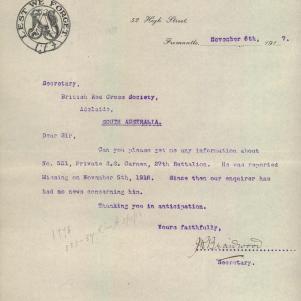 LEST WE FORGET
52 High Street,
Fremantle, November 6th, 1917.
Secretary,
British Red Cross Society,
Adelaide,
SOUTH AUSTRALIA.
Dear Sir,
Can you please get me any information about
No. 551, Private S.S. Carman, 27th Battalion. He was reported
Missing on November 5th, 1916. Since then our enquirer has
had no news concerning him.
Thanking you in anticipation.
Yours faithfully,
Braidwood
Secretary.